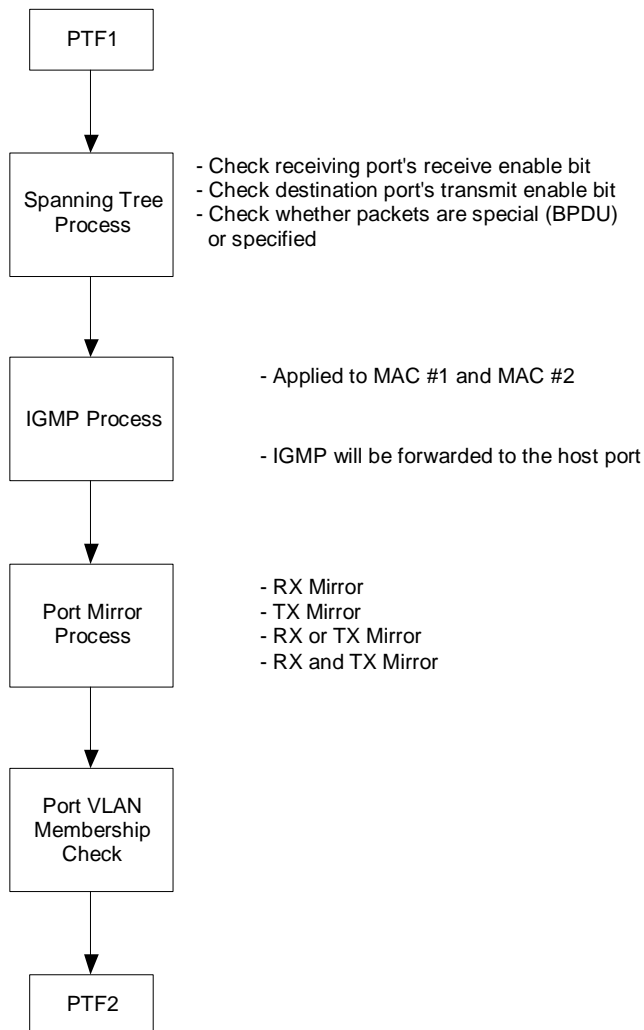 PTF1
Spanning Tree
Process
- Check receiving port's receive enable bit
- Check destination port's transmit enable bit
- Check whether packets are special (BPDU)
or specified
IGMP Process
- Applied to MAC #1 and MAC #2
- IGMP will be forwarded to the host port
Port Mirror
Process
- RX Mirror
- TX Mirror
- RX or TX Mirror
- RX and TX Mirror
Port VLAN
Membership
Check
PTF2